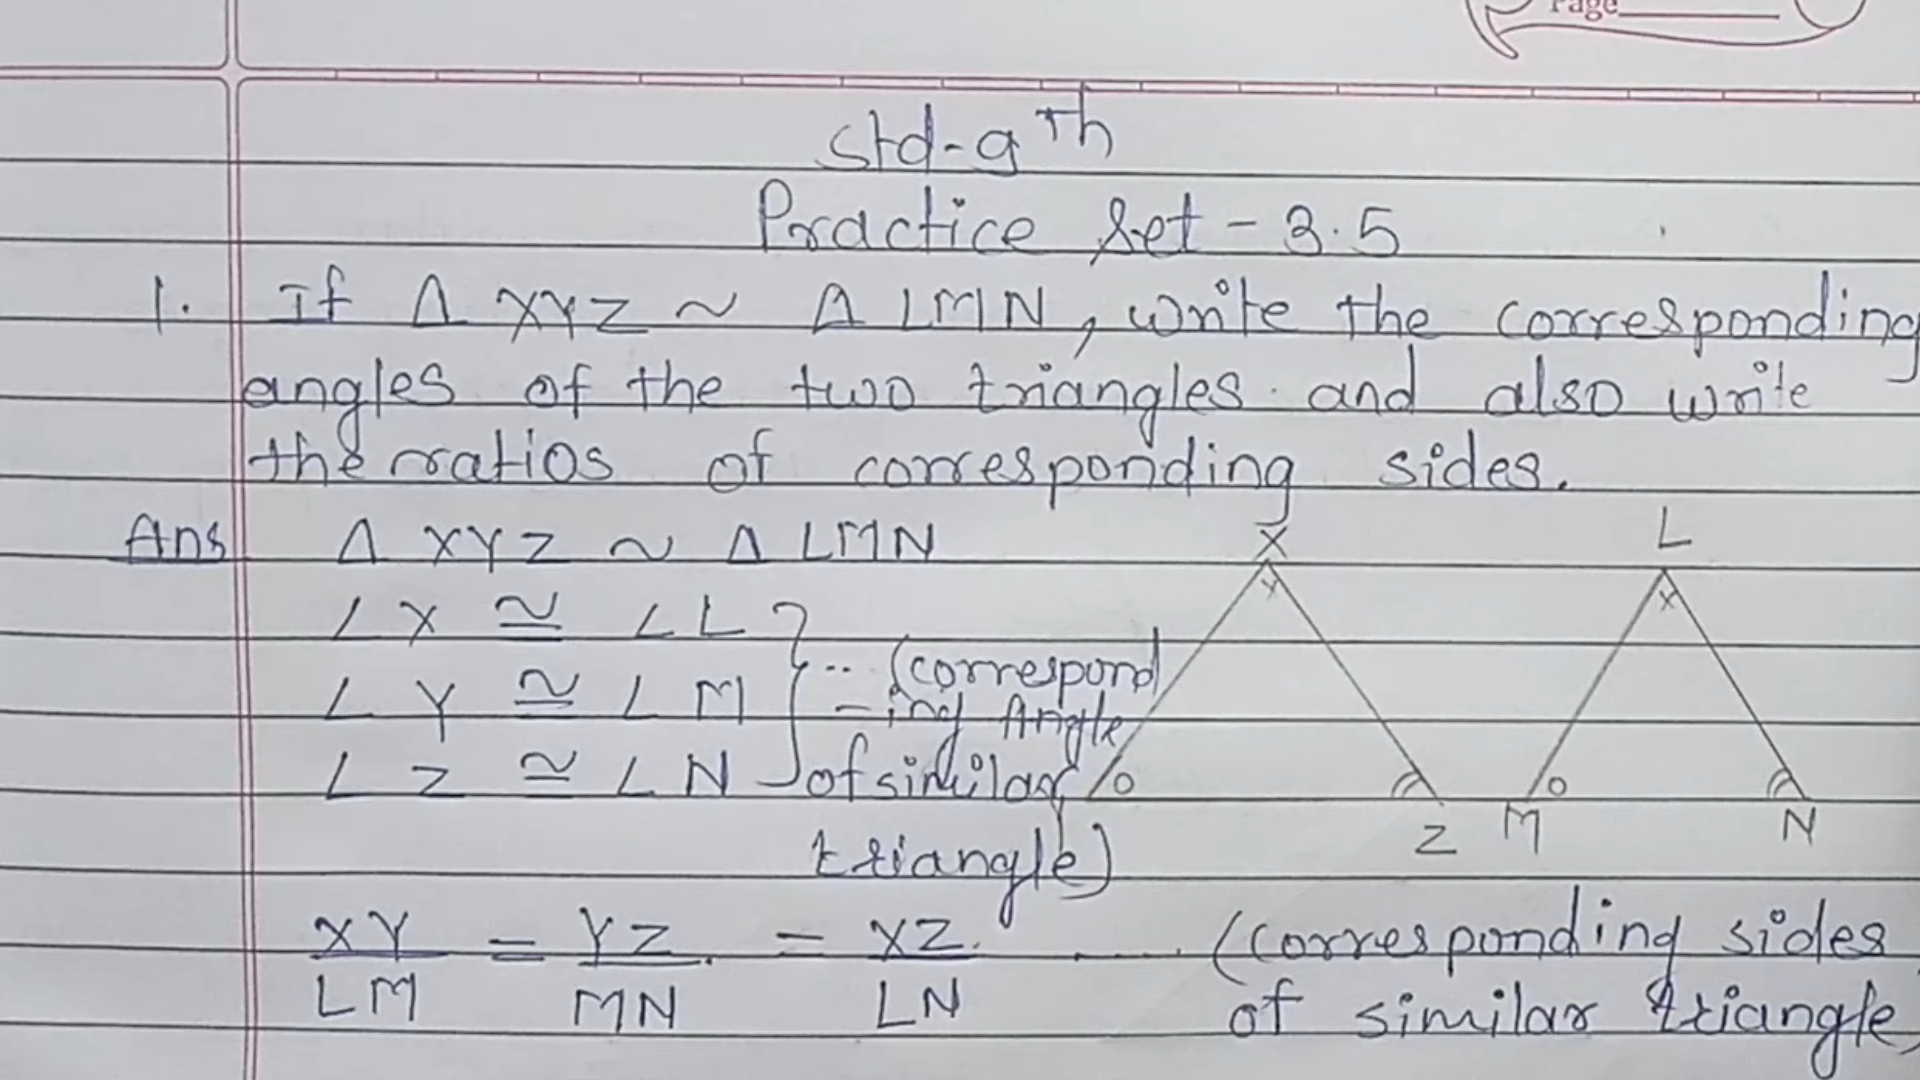 Page
Std-9th
Practice Set - 3.5
1. If Δ XYZ ~ Δ LMN, write the corresponding
angles of the two triangles. and also write
the ratios of corresponding sides.
Ans Δ XYZ ~ Δ LMN
∠ X ≅ ∠ L
∠ Y ≅ ∠ M
∠ Z ≅ ∠ N
.. (correspond
-ing Angle
of similar
triangle)
X
x
o
Z
L
x
M
o
N
XY/LM = YZ/MN = XZ/LN ..... (corresponding sides
of similar triangle)